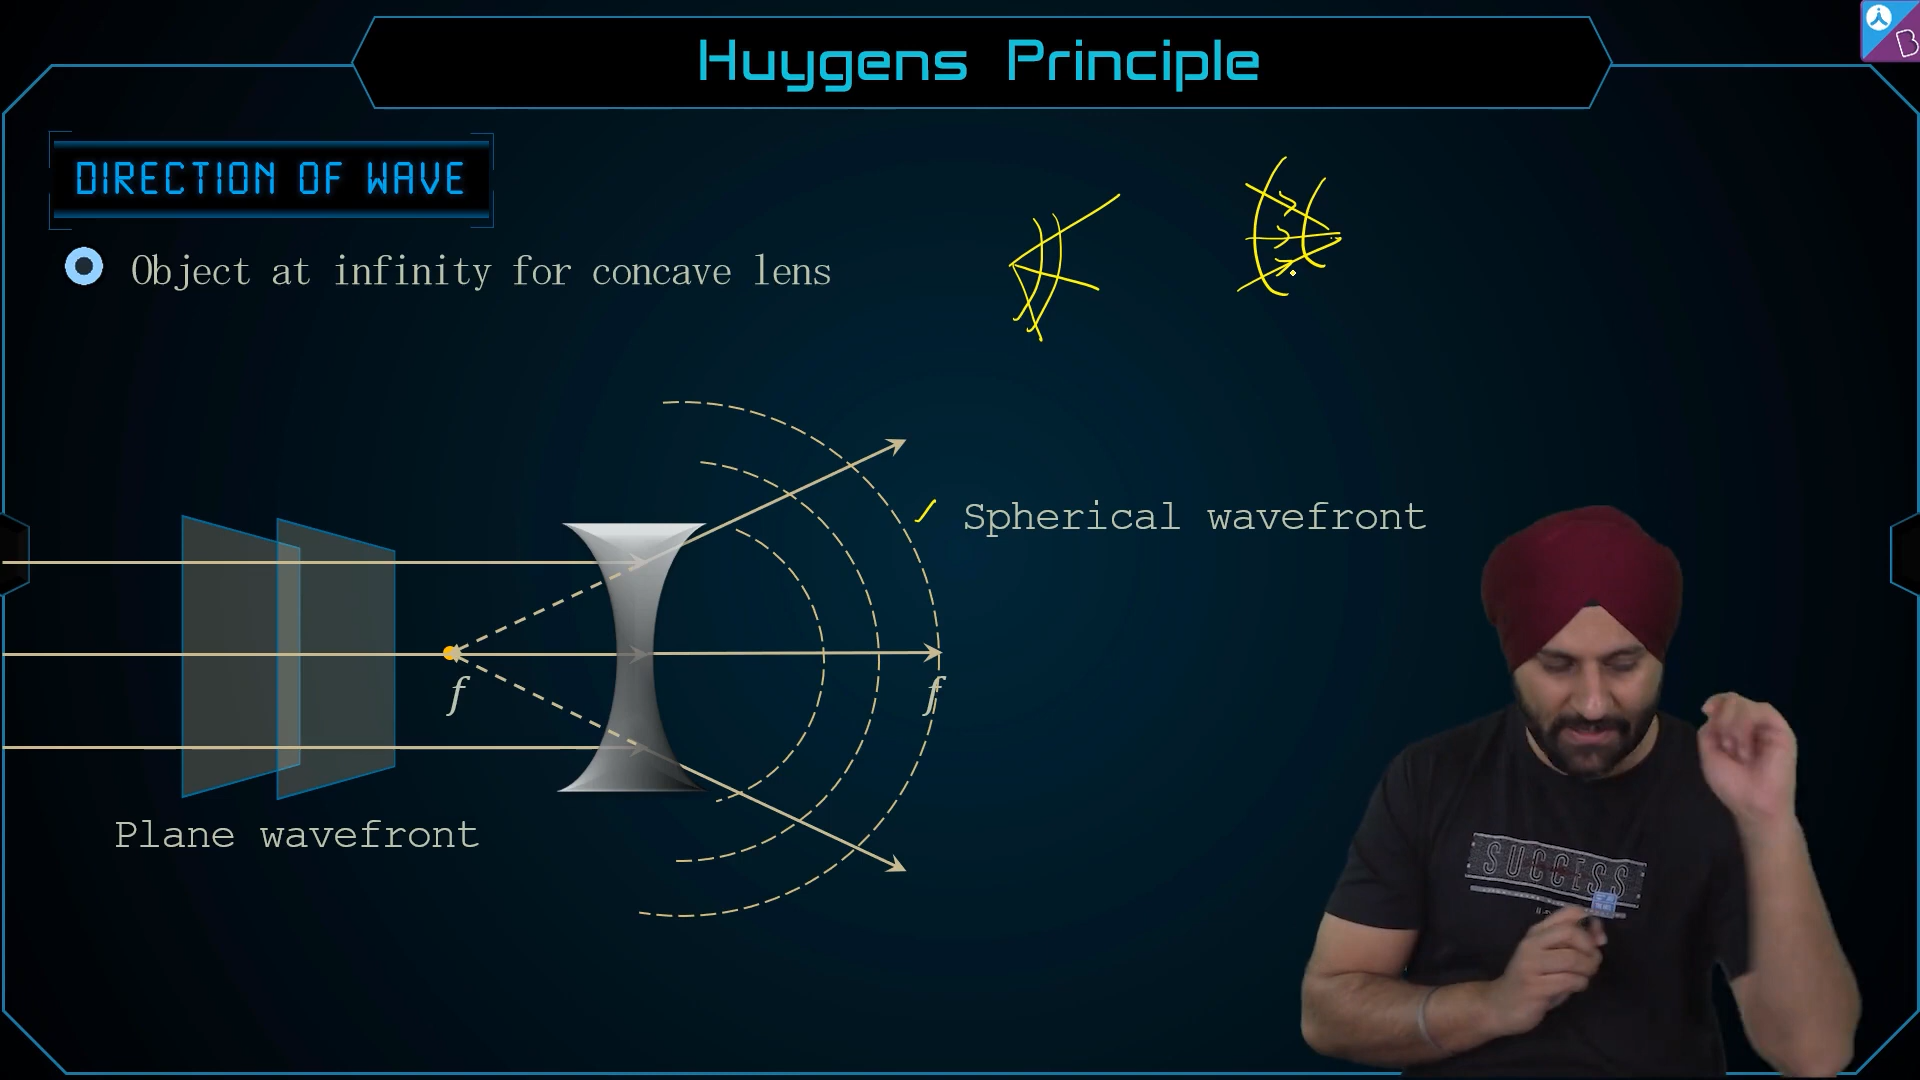 Huygens Principle
B
DIRECTION OF WAVE
Object at infinity for concave lens
Spherical wavefront
f
f
Plane wavefront
SUCCESS